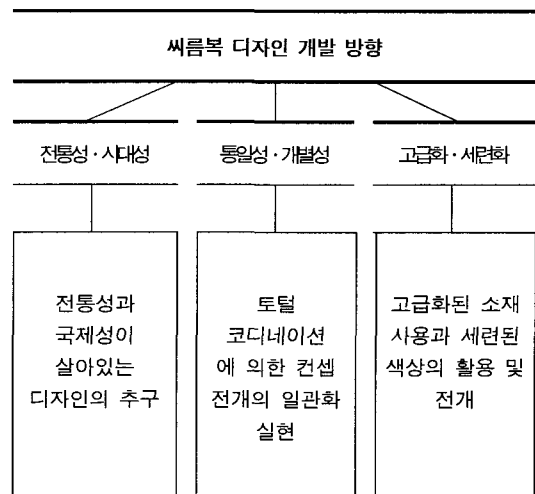 씨름복 디자인 개발 방향
전통성·시대성
통일성·개별성
고급화·세련화
전통성과
국제성이
살아있는
디자인의 추구
토털
코디네이션
에 의한 컨셉
전개의 일관화
실현
고급화된 소재
사용과 세련된
색상의 활용 및
전개